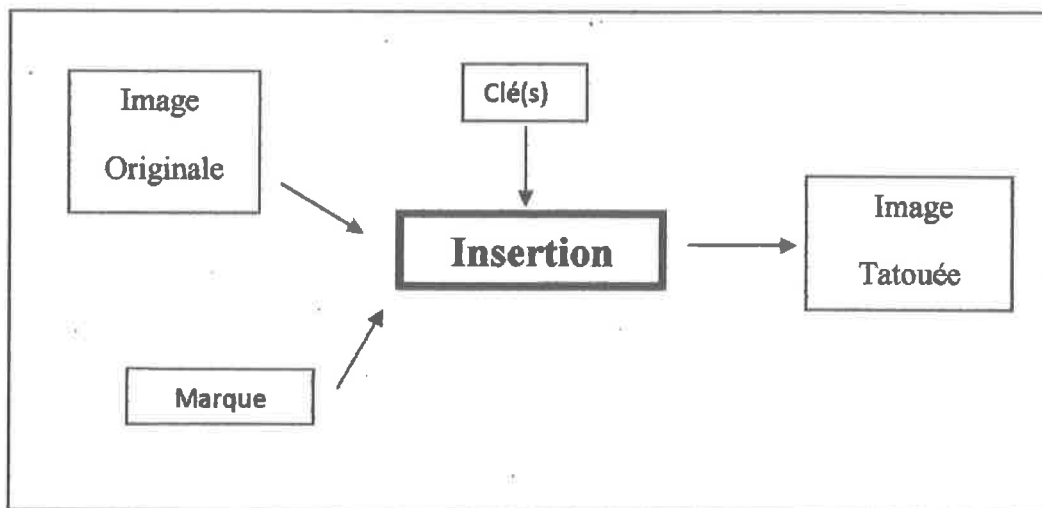 Image
Originale
Clé(s)
Insertion
Image
Tatouée
Marque